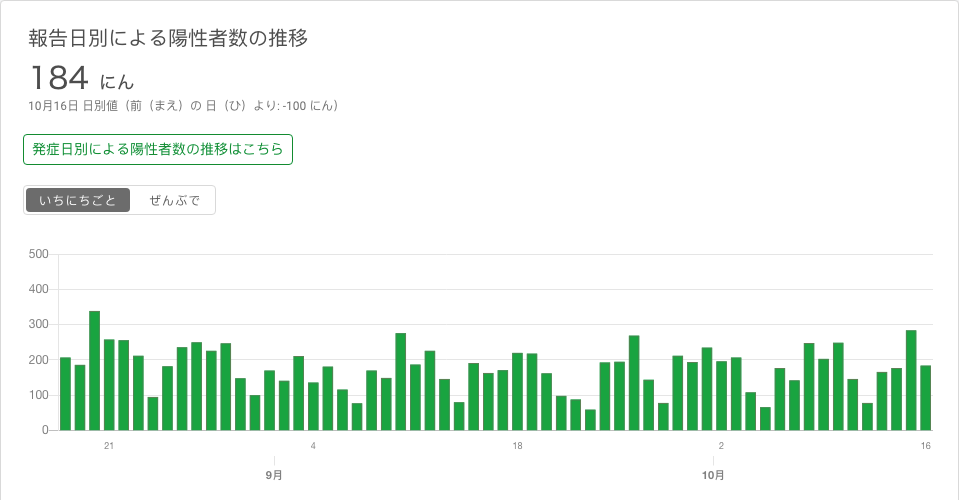 報告日別による陽性者数の推移
184 にん
10月16日 日別値（前（まえ）の 日（ひ）より: -100 にん）
発症日別による陽性者数の推移はこちら
いちにちごと ぜんぶで
500
400
300
200
100
0
21 4 18 2 16
9月 10月